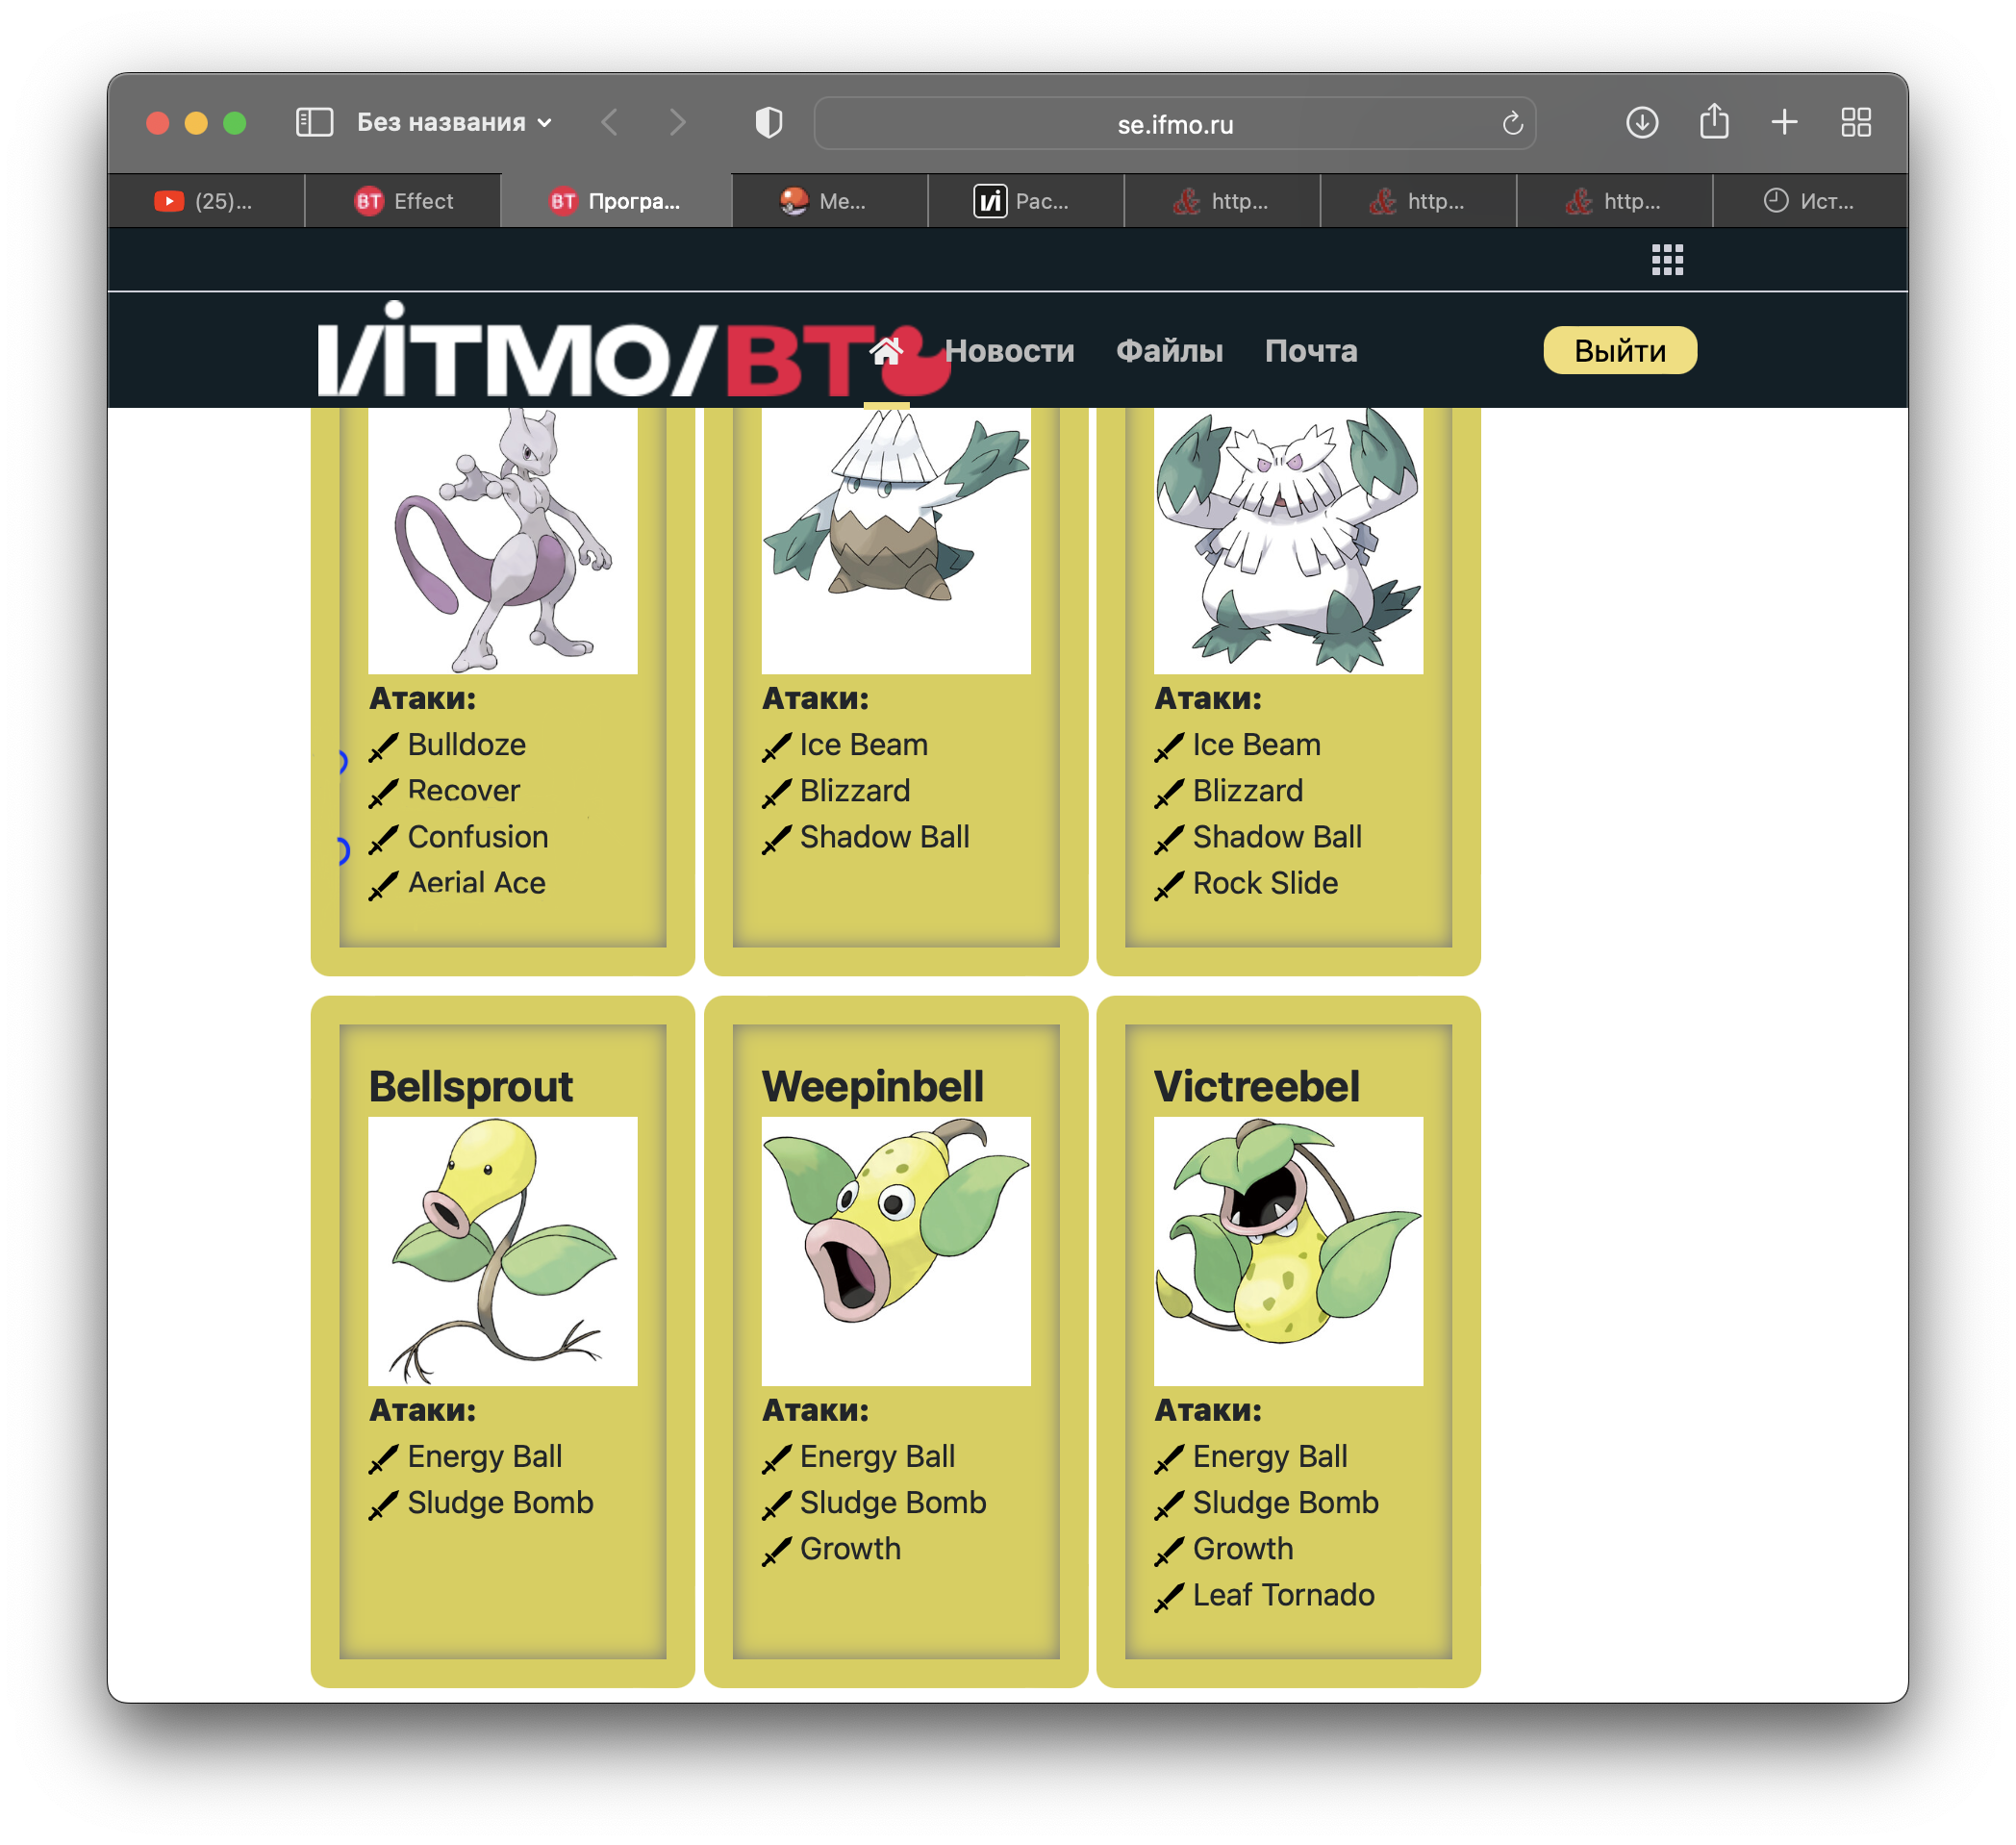 Без названия
se.ifmo.ru
(25)...
BT Effect
BT Програ...
Ме...
Рас...
http...
http...
http...
Ист...
ИТМО/ВТ
Новости
Файлы
Почта
Выйти
Атаки:
Bulldoze
Recover
Confusion
Aerial Ace
Атаки:
Ice Beam
Blizzard
Shadow Ball
Атаки:
Ice Beam
Blizzard
Shadow Ball
Rock Slide
Bellsprout
Атаки:
Energy Ball
Sludge Bomb
Weepinbell
Атаки:
Energy Ball
Sludge Bomb
Growth
Victreebel
Атаки:
Energy Ball
Sludge Bomb
Growth
Leaf Tornado